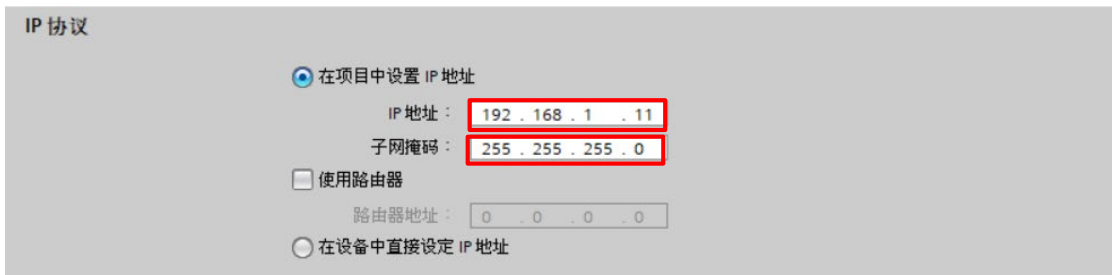 IP 协议
在项目中设置 IP 地址
IP 地址: 192 . 168 . 1 . 11
子网掩码: 255 . 255 . 255 . 0
使用路由器
路由器地址: 0 . 0 . 0 . 0
在设备中直接设定 IP 地址